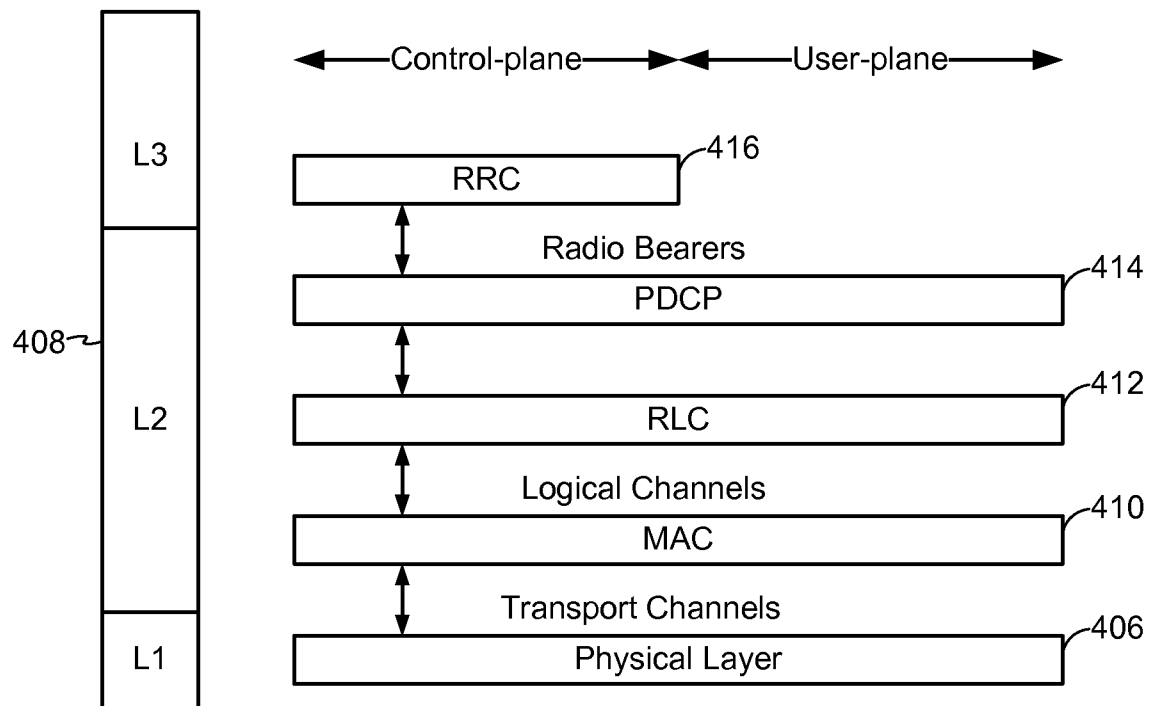 Control-plane User-plane
L3
416
RRC
Radio Bearers
414
PDCP
408
412
L2
RLC
Logical Channels
410
MAC
Transport Channels
406
L1
Physical Layer